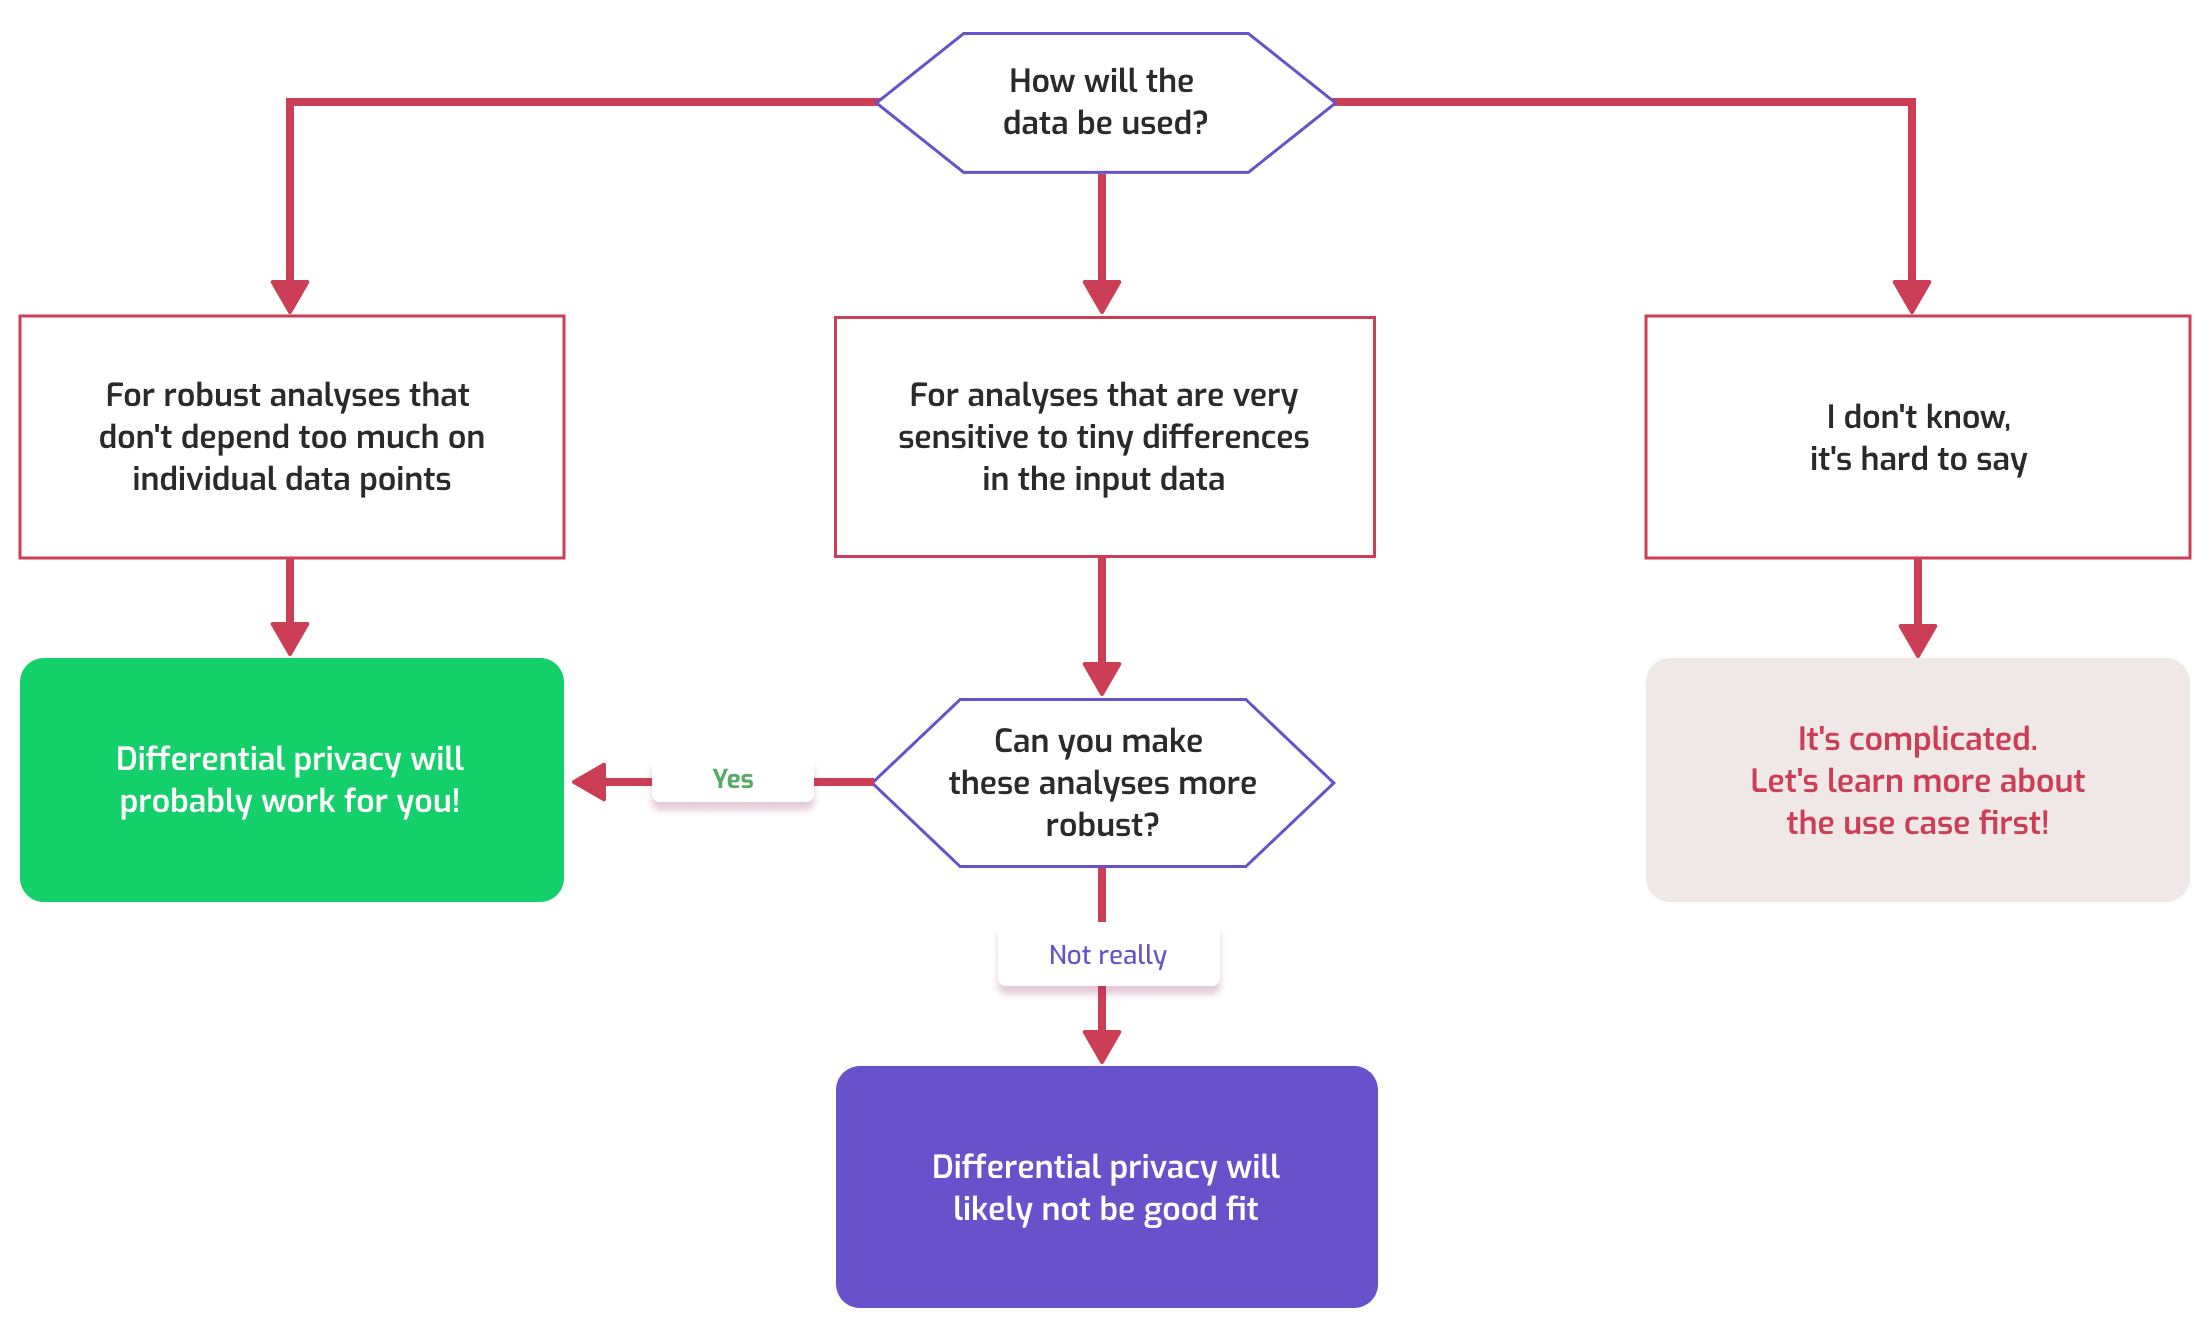 How will the
data be used?
For robust analyses that
don't depend too much on
individual data points
For analyses that are very
sensitive to tiny differences
in the input data
I don't know,
it's hard to say
Differential privacy will
probably work for you!
Yes
Can you make
these analyses more
robust?
It's complicated.
Let's learn more about
the use case first!
Not really
Differential privacy will
likely not be good fit